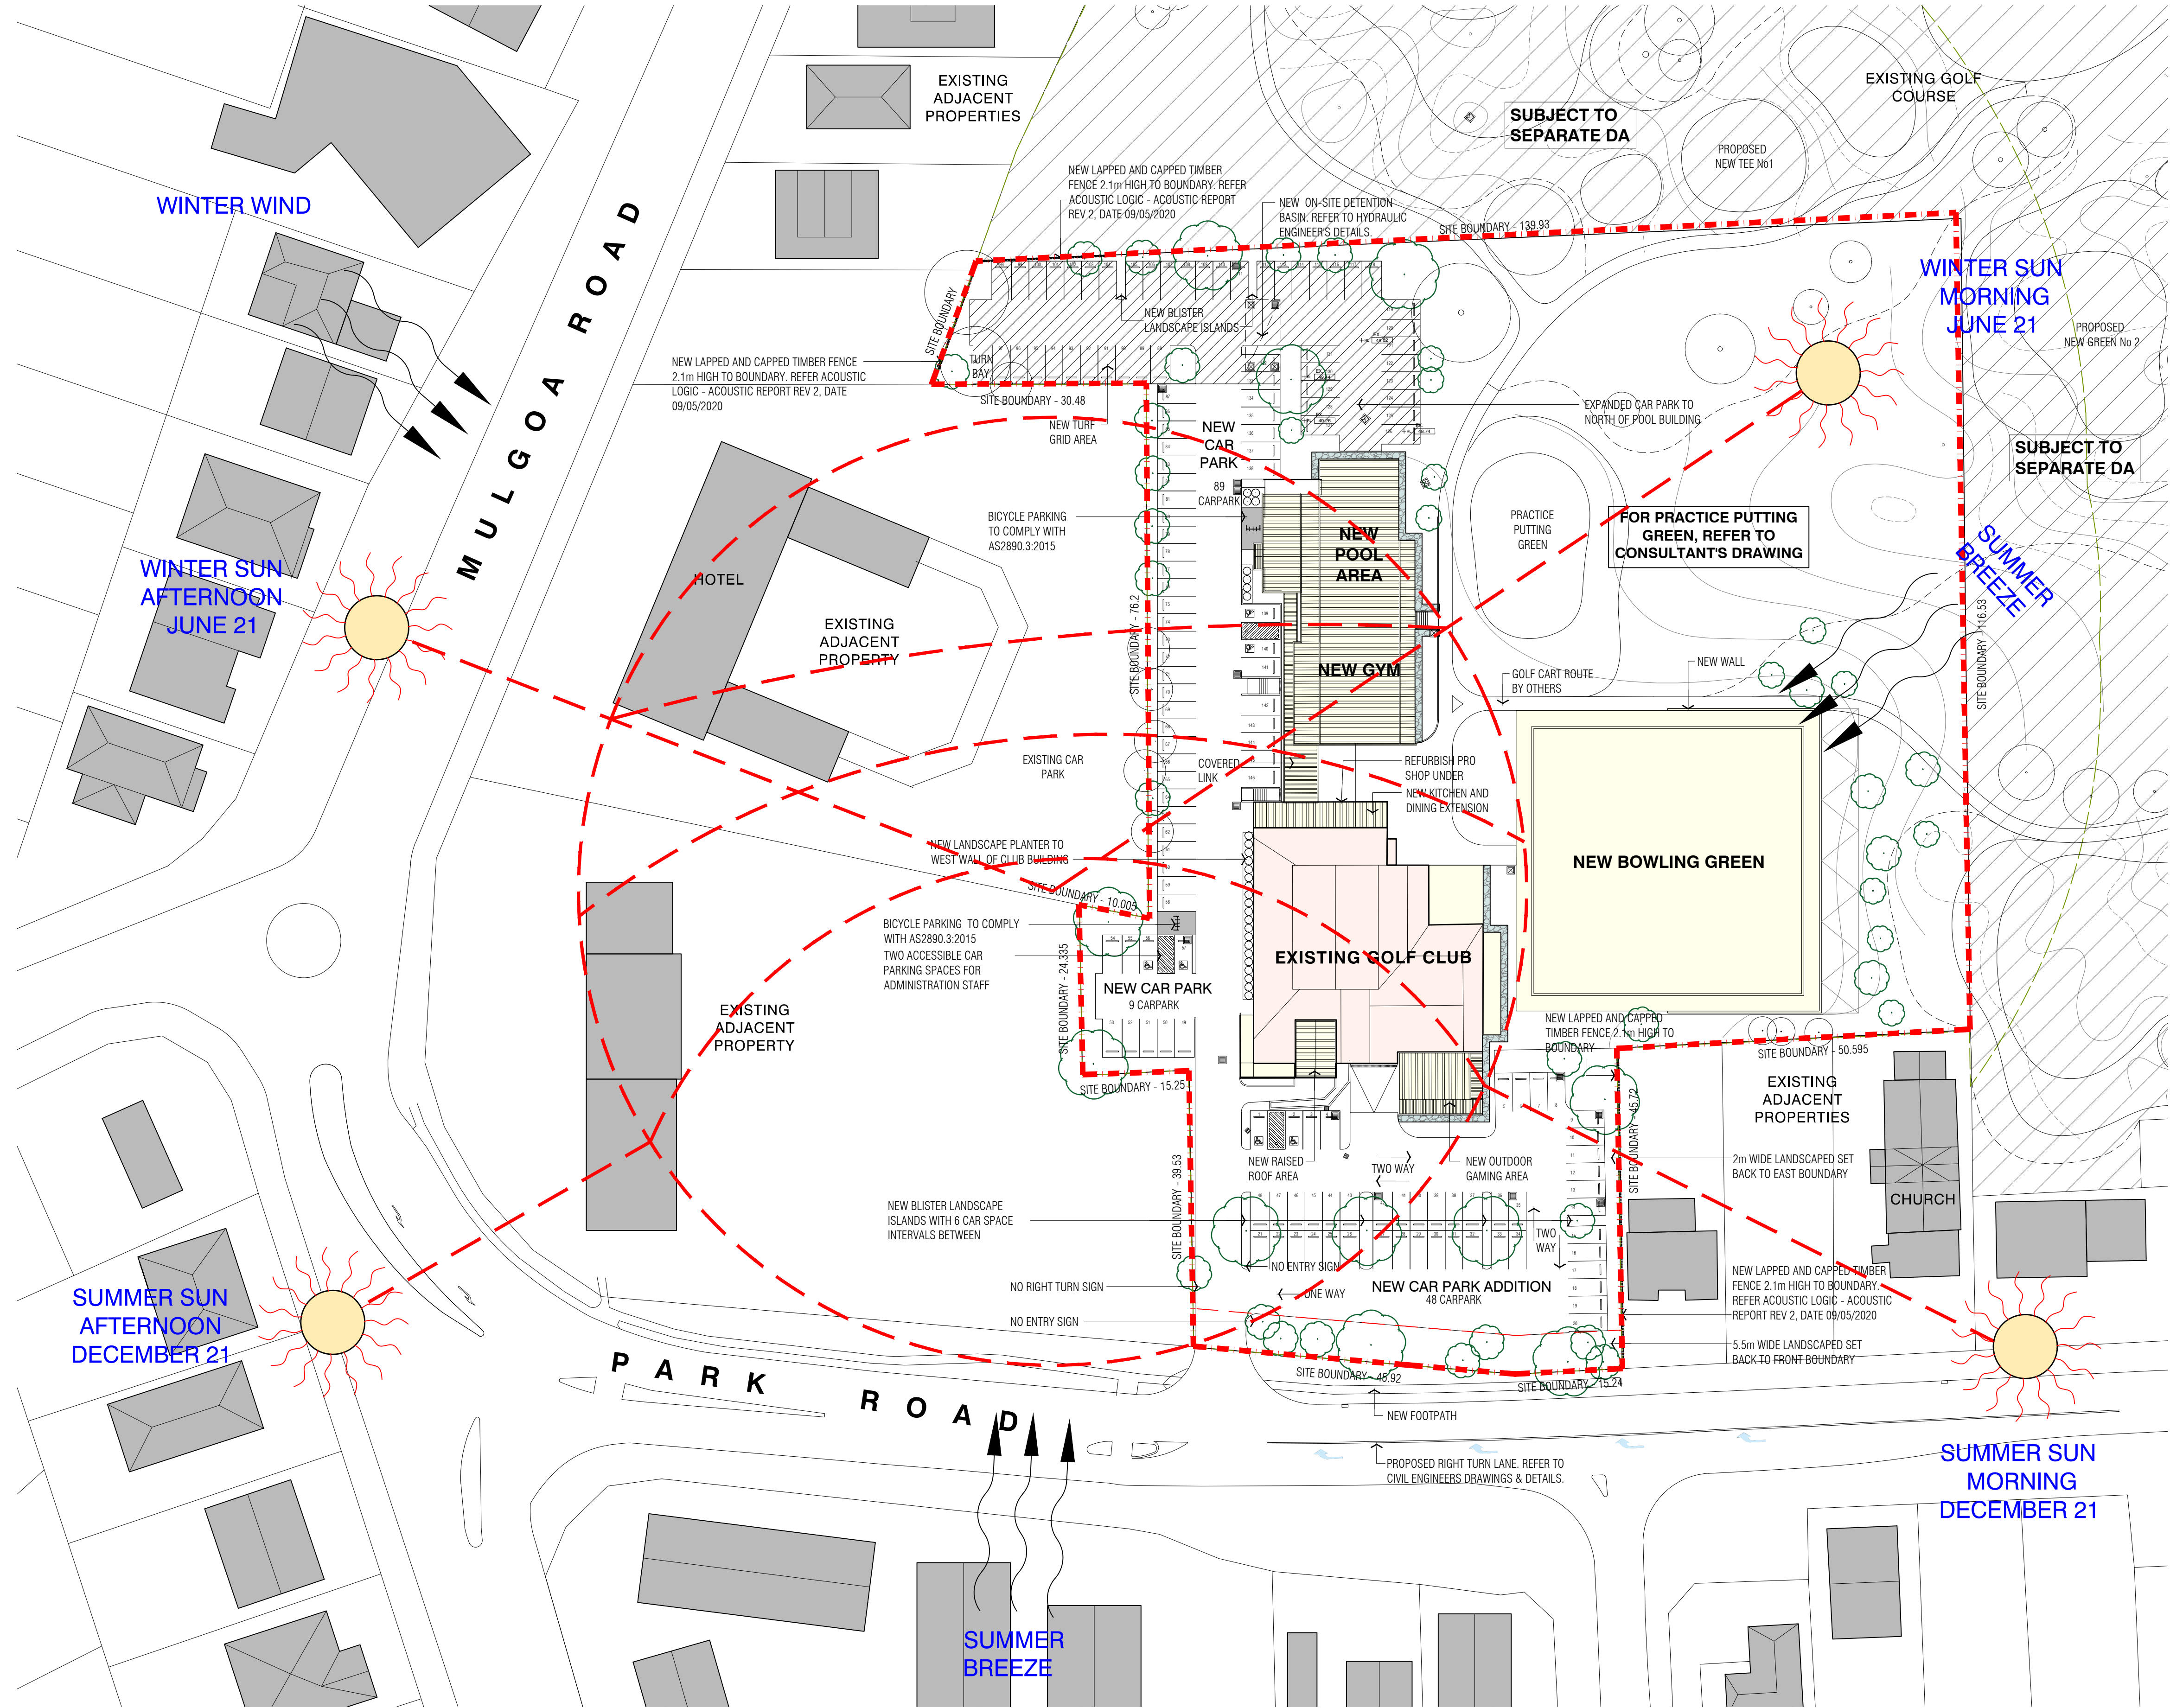 EXISTING
ADJACENT
PROPERTIES
EXISTING GOLF
COURSE
SUBJECT TO
SEPARATE DA
PROPOSED
NEW TEE No1
WINTER WIND
MULGOA ROAD
NEW LAPPED AND CAPPED TIMBER
FENCE 2.1m HIGH TO BOUNDARY. REFER
ACOUSTIC LOGIC - ACOUSTIC REPORT
REV 2, DATE 09/05/2020
NEW ON-SITE DETENTION
BASIN. REFER TO HYDRAULIC
ENGINEER'S DETAILS.
SITE BOUNDARY - 139.93
WINTER SUN
MORNING
JUNE 21
PROPOSED
NEW GREEN No 2
SITE BOUNDARY
NEW BLISTER
LANDSCAPE ISLANDS
TURN
BAY
NEW LAPPED AND CAPPED TIMBER FENCE
2.1m HIGH TO BOUNDARY. REFER ACOUSTIC
LOGIC - ACOUSTIC REPORT REV 2, DATE
09/05/2020
SITE BOUNDARY - 30.48
NEW TURF
GRID AREA
NEW
CAR
PARK
89
CARPARK
EXPANDED CAR PARK TO
NORTH OF POOL BUILDING
SUBJECT TO
SEPARATE DA
BICYCLE PARKING
TO COMPLY WITH
AS2890.3:2015
NEW
POOL
AREA
PRACTICE
PUTTING
GREEN
FOR PRACTICE PUTTING
GREEN, REFER TO
CONSULTANT'S DRAWING
SUMMER
BREEZE
WINTER SUN
AFTERNOON
JUNE 21
HOTEL
EXISTING
ADJACENT
PROPERTY
SITE BOUNDARY - 76.2
SITE BOUNDARY - 116.53
NEW GYM
GOLF CART ROUTE
BY OTHERS
NEW WALL
EXISTING CAR
PARK
COVERED
LINK
REFURBISH PRO
SHOP UNDER
NEW KITCHEN AND
DINING EXTENSION
NEW LANDSCAPE PLANTER TO
WEST WALL OF CLUB BUILDING
NEW BOWLING GREEN
SITE BOUNDARY - 10.005
BICYCLE PARKING TO COMPLY
WITH AS2890.3:2015
TWO ACCESSIBLE CAR
PARKING SPACES FOR
ADMINISTRATION STAFF
SITE BOUNDARY - 24.335
EXISTING GOLF CLUB
NEW CAR PARK
9 CARPARK
EXISTING
ADJACENT
PROPERTY
NEW LAPPED AND CAPPED
TIMBER FENCE 2.1m HIGH TO
BOUNDARY
SITE BOUNDARY - 50.595
SITE BOUNDARY - 15.25
EXISTING
ADJACENT
PROPERTIES
SITE BOUNDARY - 45.72
SITE BOUNDARY - 39.53
NEW RAISED
ROOF AREA
TWO WAY
NEW OUTDOOR
GAMING AREA
2m WIDE LANDSCAPED SET
BACK TO EAST BOUNDARY
CHURCH
NEW BLISTER LANDSCAPE
ISLANDS WITH 6 CAR SPACE
INTERVALS BETWEEN
TWO
WAY
NO ENTRY SIGN
NO RIGHT TURN SIGN
ONE WAY
NEW CAR PARK ADDITION
48 CARPARK
NO ENTRY SIGN
NEW LAPPED AND CAPPED TIMBER
FENCE 2.1m HIGH TO BOUNDARY.
REFER ACOUSTIC LOGIC - ACOUSTIC
REPORT REV 2, DATE 09/05/2020
5.5m WIDE LANDSCAPED SET
BACK TO FRONT BOUNDARY
SUMMER SUN
AFTERNOON
DECEMBER 21
PARK ROAD
SITE BOUNDARY - 45.92
SITE BOUNDARY - 15.24
NEW FOOTPATH
PROPOSED RIGHT TURN LANE. REFER TO
CIVIL ENGINEERS DRAWINGS & DETAILS.
SUMMER SUN
MORNING
DECEMBER 21
SUMMER
BREEZE